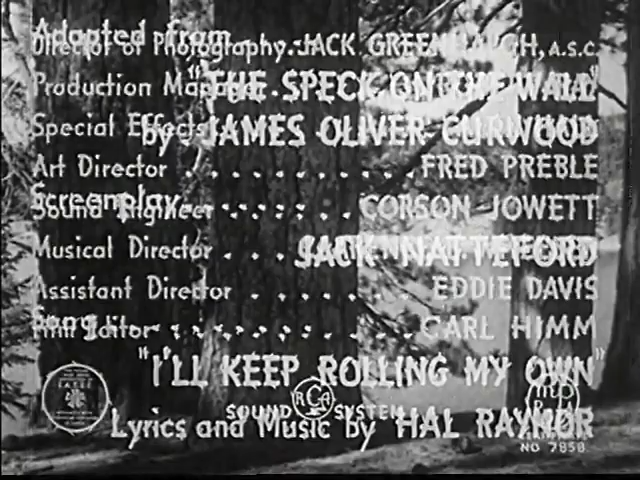 Adapted from
Director of Photography JACK GREENHALGH, A.S.C.
Production Manager
"THE SPECK ON THE WALL"
Special Effects
by JAMES OLIVER CURWOOD
Art Director . . . . . . . . . . FRED PREBLE
Screenplay
Sound Engineer . . . . . . . CORSON JOWETT
Musical Director . . .
JACK NATTEFORD
Assistant Director . . . . . . EDDIE DAVIS
Song
Film Editor . . . . . . . . CARL HIMM
"I'LL KEEP ROLLING MY OWN"
RCA
SOUND SYSTEM
Lyrics and Music by HAL RAYNOR
I.A.T.S.E.
NO 7858